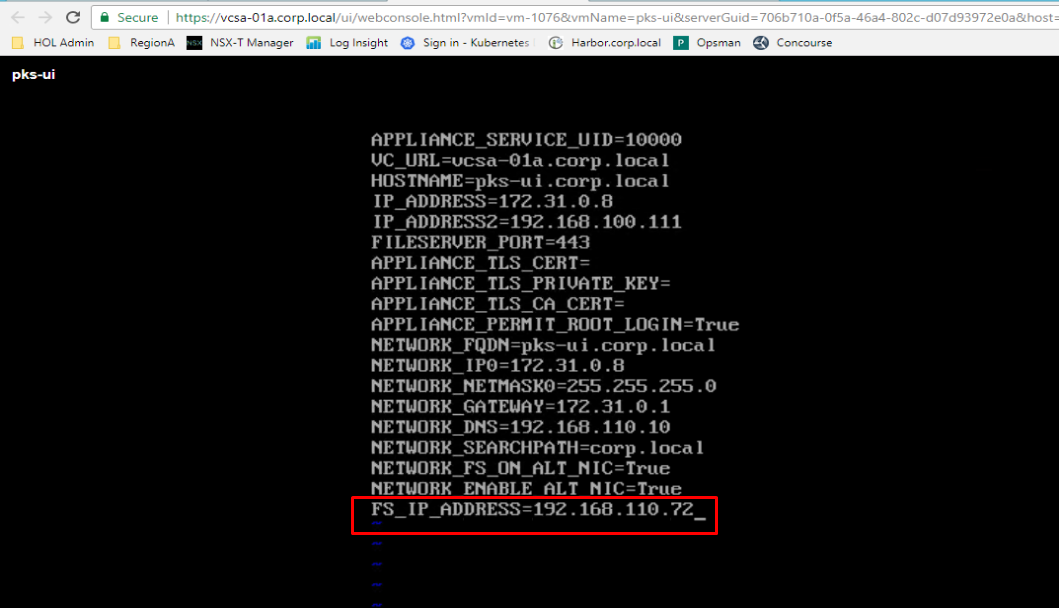 Secure https://vcsa-01a.corp.local/ui/webconsole.html?vmId=vm-1076&vmName=pks-ui&serverGuid=706b710a-0f5a-46a4-802c-d07d93972e0a&host=
HOL Admin RegionA NSX NSX-T Manager Log Insight Sign in - Kubernetes Harbor.corp.local P Opsman Concourse
pks-ui
APPLIANCE_SERVICE_UID=10000
VC_URL=vcsa-01a.corp.local
HOSTNAME=pks-ui.corp.local
IP_ADDRESS=172.31.0.8
IP_ADDRESS2=192.168.100.111
FILESERVER_PORT=443
APPLIANCE_TLS_CERT=
APPLIANCE_TLS_PRIVATE_KEY=
APPLIANCE_TLS_CA_CERT=
APPLIANCE_PERMIT_ROOT_LOGIN=True
NETWORK_FQDN=pks-ui.corp.local
NETWORK_IP0=172.31.0.8
NETWORK_NETMASK0=255.255.255.0
NETWORK_GATEWAY=172.31.0.1
NETWORK_DNS=192.168.110.10
NETWORK_SEARCHPATH=corp.local
NETWORK_FS_ON_ALT_NIC=True
NETWORK_ENABLE_ALT_NIC=True
FS_IP_ADDRESS=192.168.110.72_
~
~
~
~
~